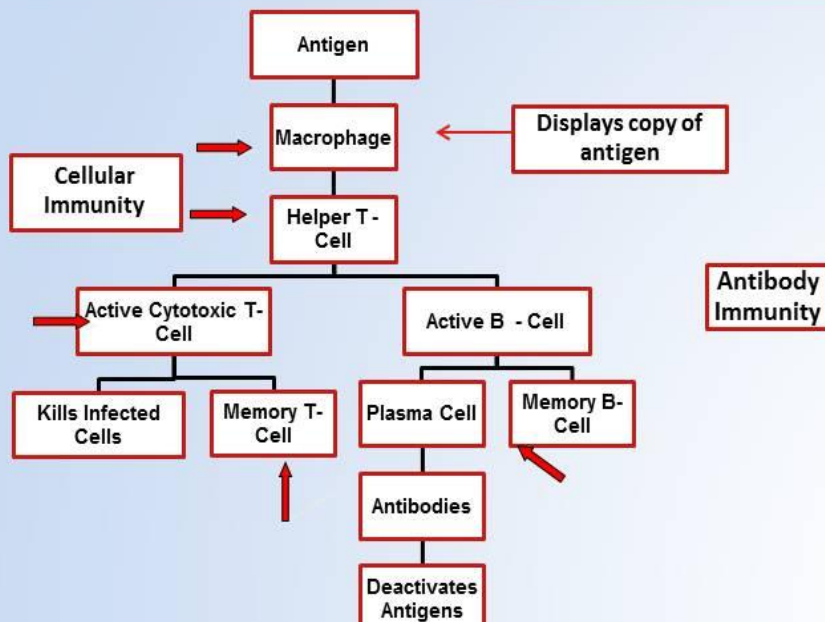 Antigen
Macrophage
Displays copy of
antigen
Cellular
Immunity
Helper T -
Cell
Antibody
Immunity
Active Cytotoxic T-
Cell
Active B - Cell
Kills Infected
Cells
Memory T-
Cell
Plasma Cell
Memory B-
Cell
Antibodies
Deactivates
Antigens